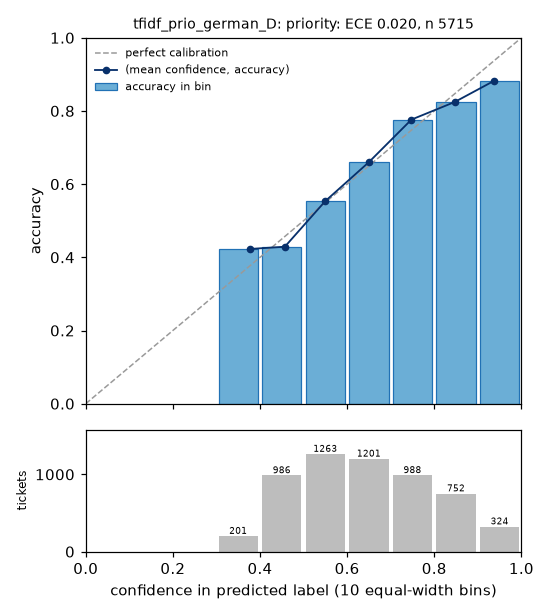 tfidf_prio_german_D: priority: ECE 0.020, n 5715
perfect calibration
(mean confidence, accuracy)
accuracy in bin
accuracy
1.0
0.8
0.6
0.4
0.2
0.0
tickets
1000
0
201
986
1263
1201
988
752
324
0.0 0.2 0.4 0.6 0.8 1.0
confidence in predicted label (10 equal-width bins)